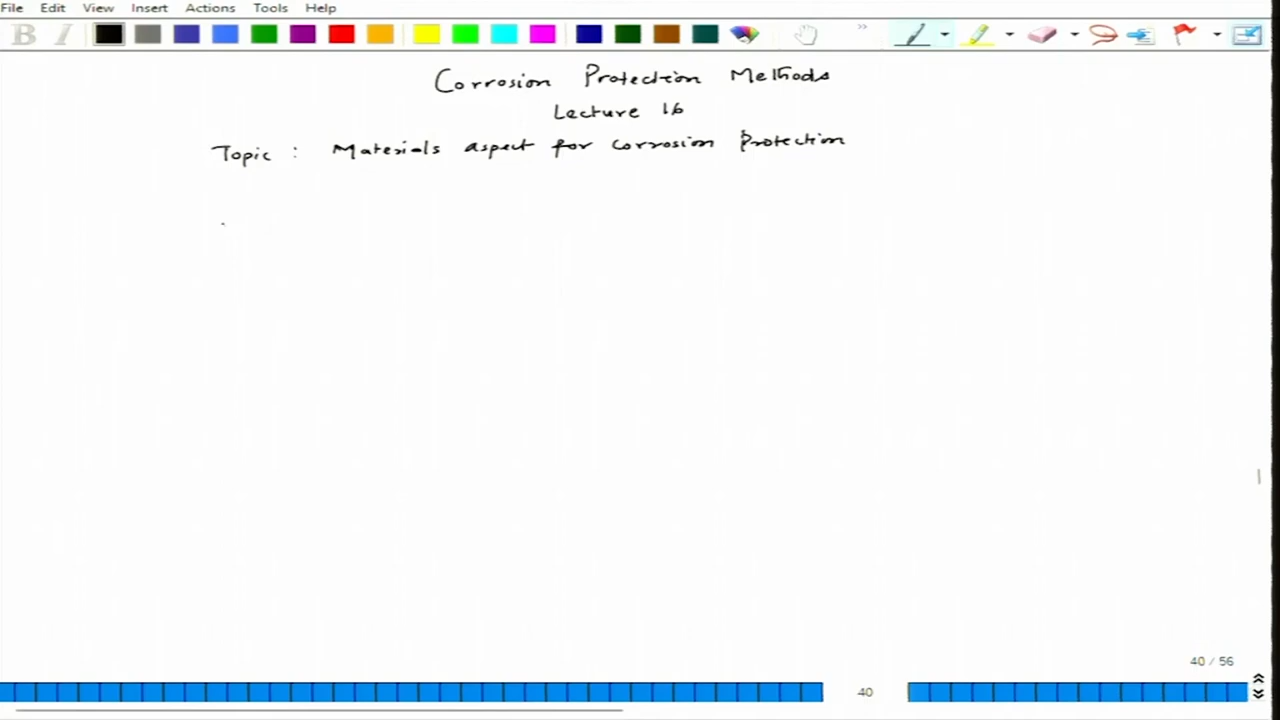 File Edit View Insert Actions Tools Help
B I
Corrosion Protection Methods
Lecture 16
Topic : Materials aspect for corrosion protection
40 / 56
40